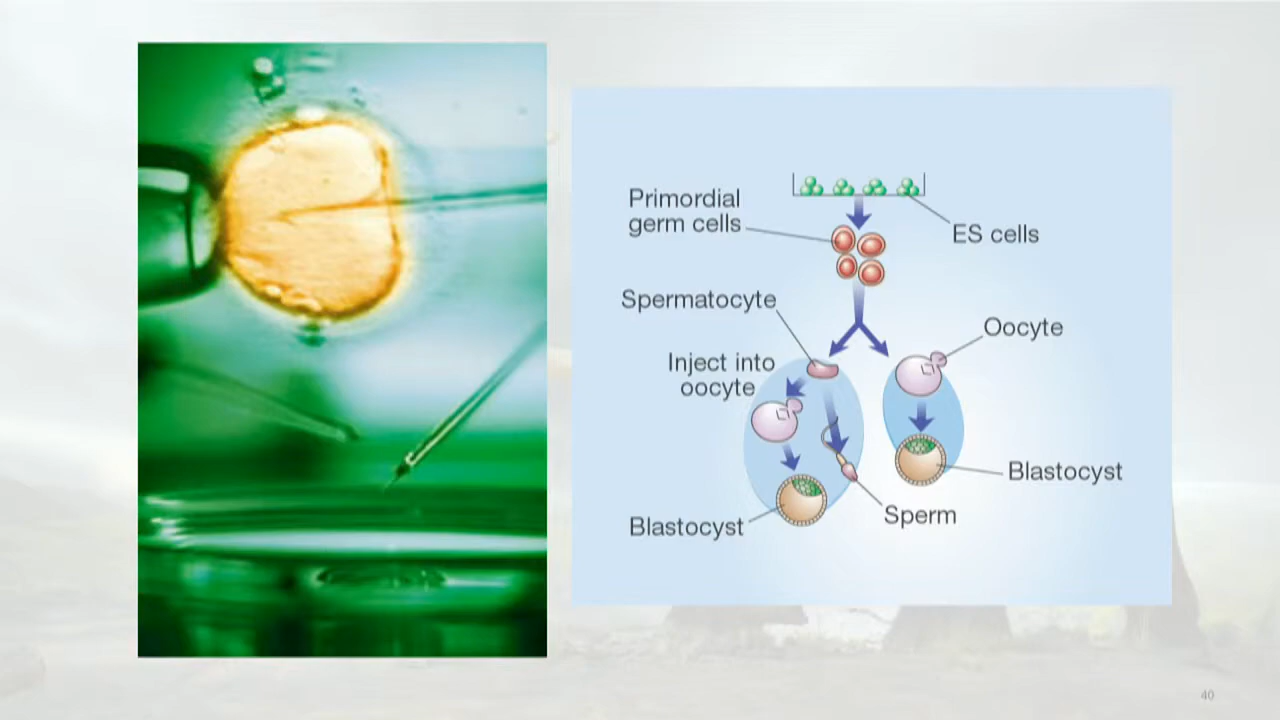 Primordial
germ cells
ES cells
Spermatocyte
Oocyte
Inject into
oocyte
Blastocyst
Sperm
Blastocyst
40